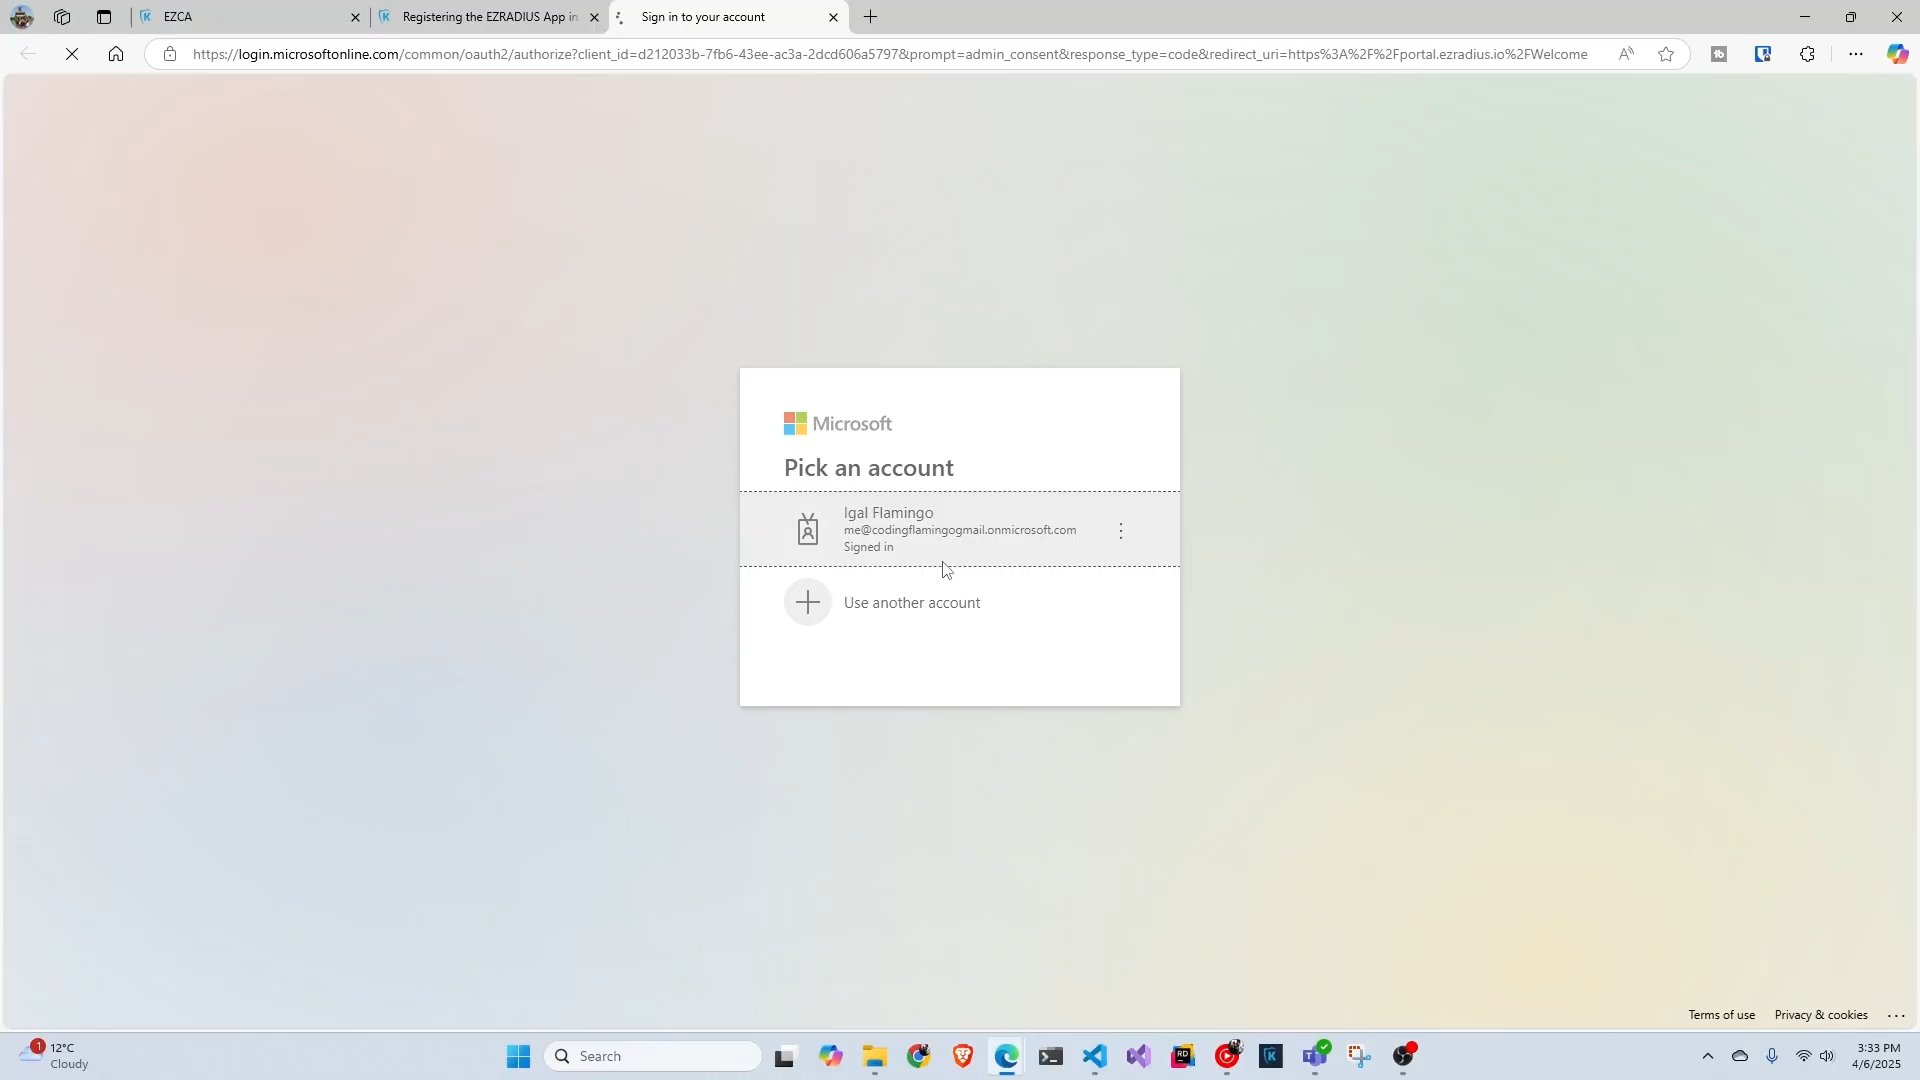 EZCA
Registering the EZRADIUS App in
Sign in to your account
https://login.microsoftonline.com/common/oauth2/authorize?client_id=d212033b-7fb6-43ee-ac3a-2dcd606a5797&prompt=admin_consent&response_type=code&redirect_uri=https%3A%2F%2Fportal.ezradius.io%2FWelcome
Microsoft
Pick an account
Igal Flamingo
me@codingflamingogmail.onmicrosoft.com
Signed in
Use another account
Terms of use
Privacy & cookies
1
12°C
Cloudy
Search
3:33 PM
4/6/2025